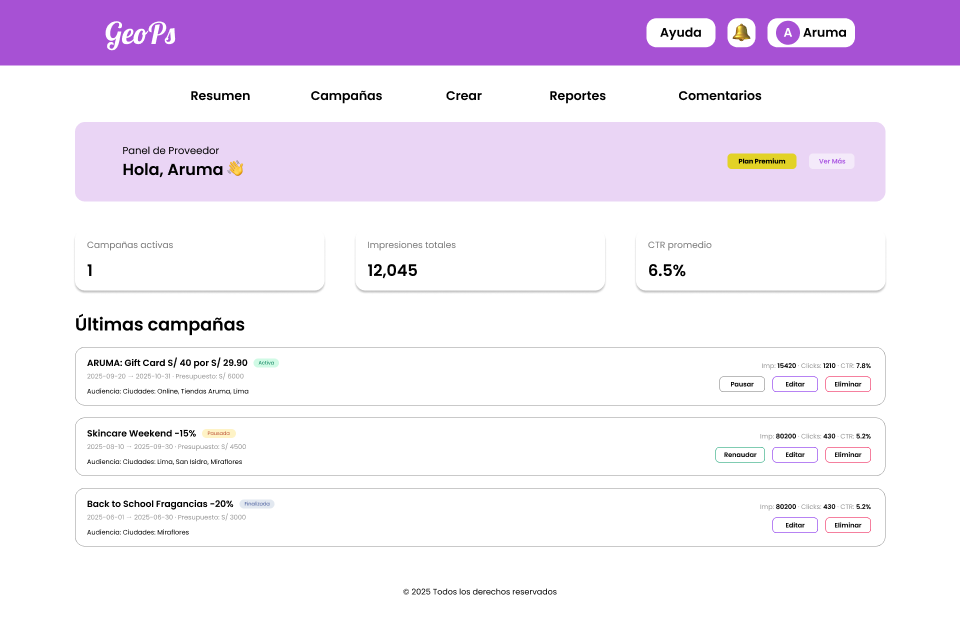 GeoPs
Ayuda
A Aruma
Resumen Campañas Crear Reportes Comentarios
Panel de Proveedor
Hola, Aruma 👋
Plan Premium Ver Más
Campañas activas
1
Impresiones totales
12,045
CTR promedio
6.5%
Últimas campañas
ARUMA: Gift Card S/ 40 por S/ 29.90 Activa
2025-09-20 → 2025-10-31 · Presupuesto: S/ 6000
Audiencia: Ciudades: Online, Tiendas Aruma, Lima
Imp: 15420 · Clicks: 1210 · CTR: 7.8%
Pausar Editar Eliminar
Skincare Weekend -15% Pausada
2025-09-10 → 2025-09-30 · Presupuesto: S/ 4500
Audiencia: Ciudades: Lima, San Isidro, Miraflores
Imp: 80200 · Clicks: 430 · CTR: 5.2%
Renaudar Editar Eliminar
Back to School Fragancias -20% Finalizada
2025-06-01 → 2025-06-30 · Presupuesto: S/ 3000
Audiencia: Ciudades: Miraflores
Imp: 80200 · Clicks: 430 · CTR: 5.2%
Editar Eliminar
© 2025 Todos los derechos reservados